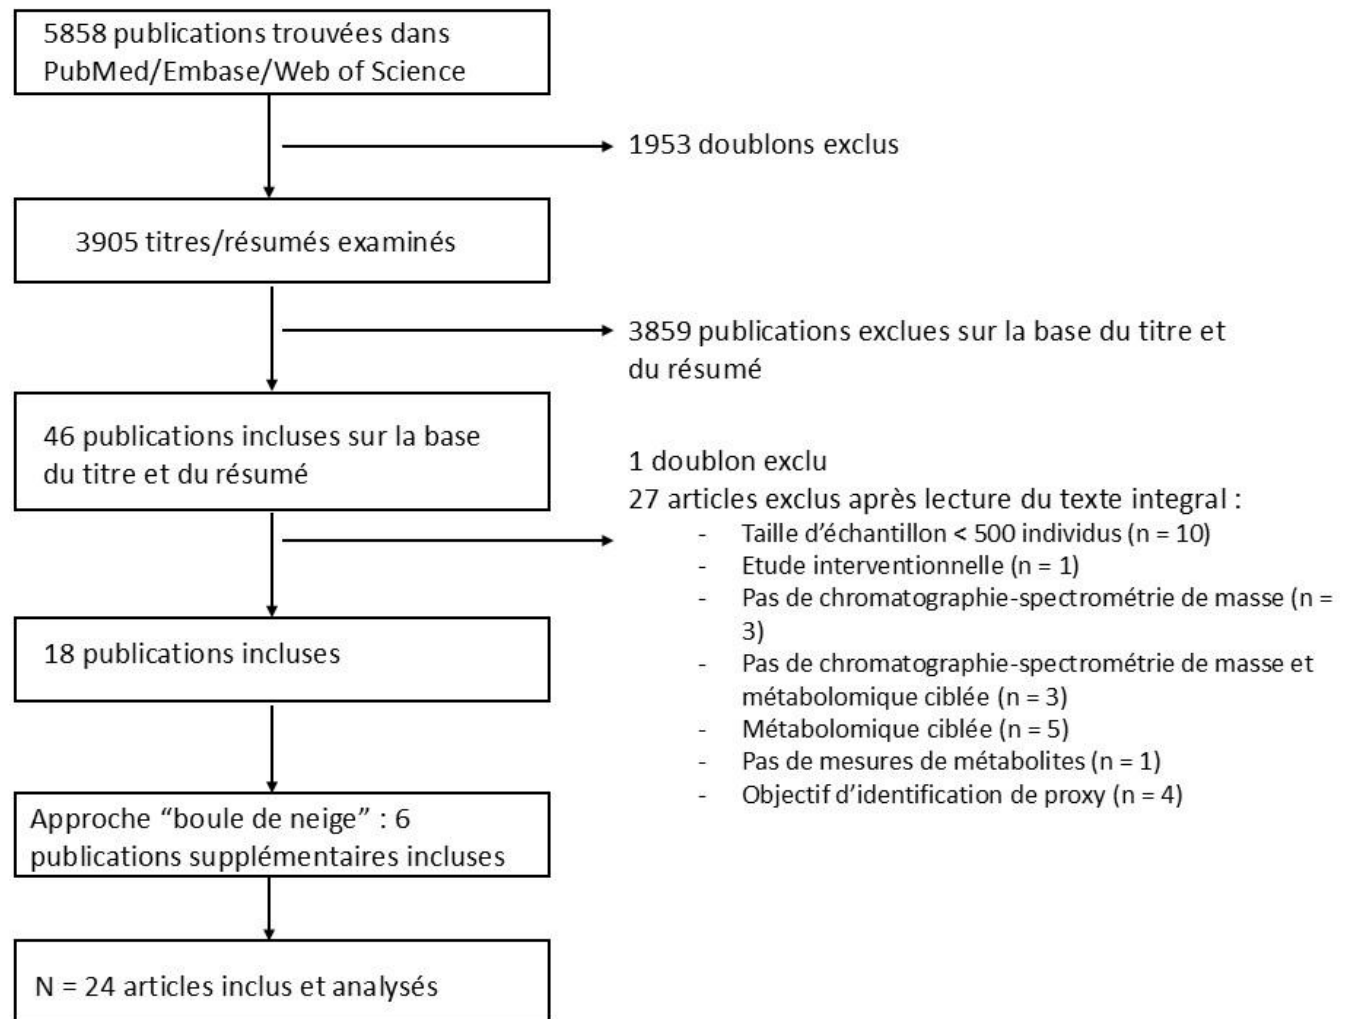 5858 publications trouvées dans
PubMed/Embase/Web of Science
1953 doublons exclus
3905 titres/résumés examinés
3859 publications exclues sur la base du titre et
du résumé
46 publications incluses sur la base
du titre et du résumé
1 doublon exclu
27 articles exclus après lecture du texte integral :
- Taille d’échantillon < 500 individus (n = 10)
- Etude interventionnelle (n = 1)
- Pas de chromatographie-spectrométrie de masse (n =
3)
- Pas de chromatographie-spectrométrie de masse et
métabolomique ciblée (n = 3)
- Métabolomique ciblée (n = 5)
- Pas de mesures de métabolites (n = 1)
- Objectif d’identification de proxy (n = 4)
18 publications incluses
Approche “boule de neige” : 6
publications supplémentaires incluses
N = 24 articles inclus et analysés